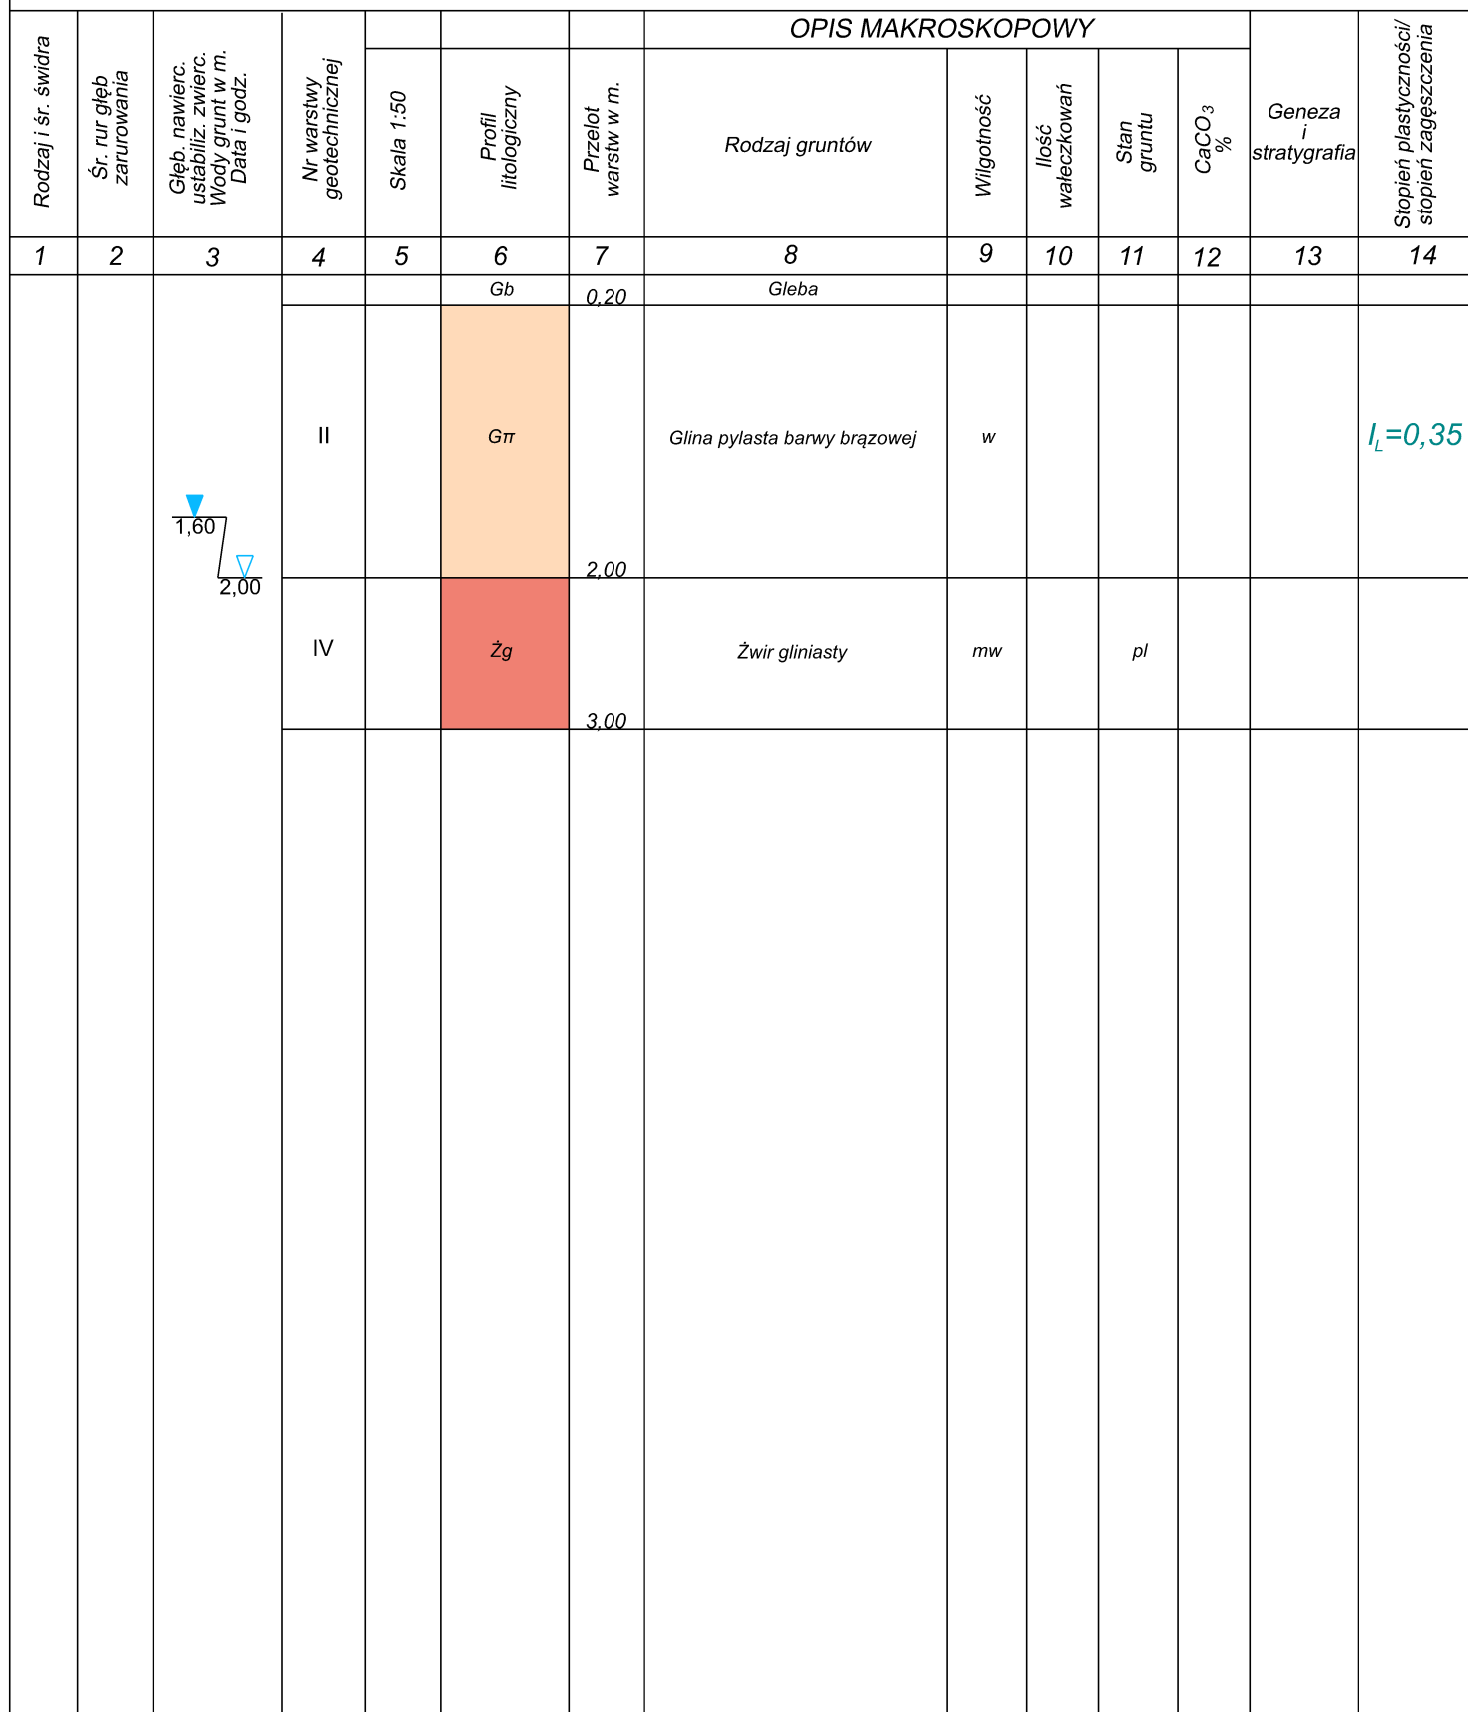 OPIS MAKROSKOPOWY
Rodzaj i śr. świdra
Śr. rur głęb
zarurowania
Głęb. nawierc.
ustabiliz. zwierc.
Wody grunt w m.
Data i godz.
Nr warstwy
geotechnicznej
Skala 1:50
Profil
litologiczny
Przelot
warstw w m.
Rodzaj gruntów
Wilgotność
Ilość
wałeczkowań
Stan
gruntu
CaCO3
%
Geneza
i
stratygrafia
Stopień plastyczności/
stopień zagęszczenia
1 2 3 4 5 6 7 8 9 10 11 12 13 14
Gb 0,20 Gleba
II Gπ Glina pylasta barwy brązowej w IL=0,35
1,60
2,00
2,00
IV Żg Żwir gliniasty mw pl
3,00